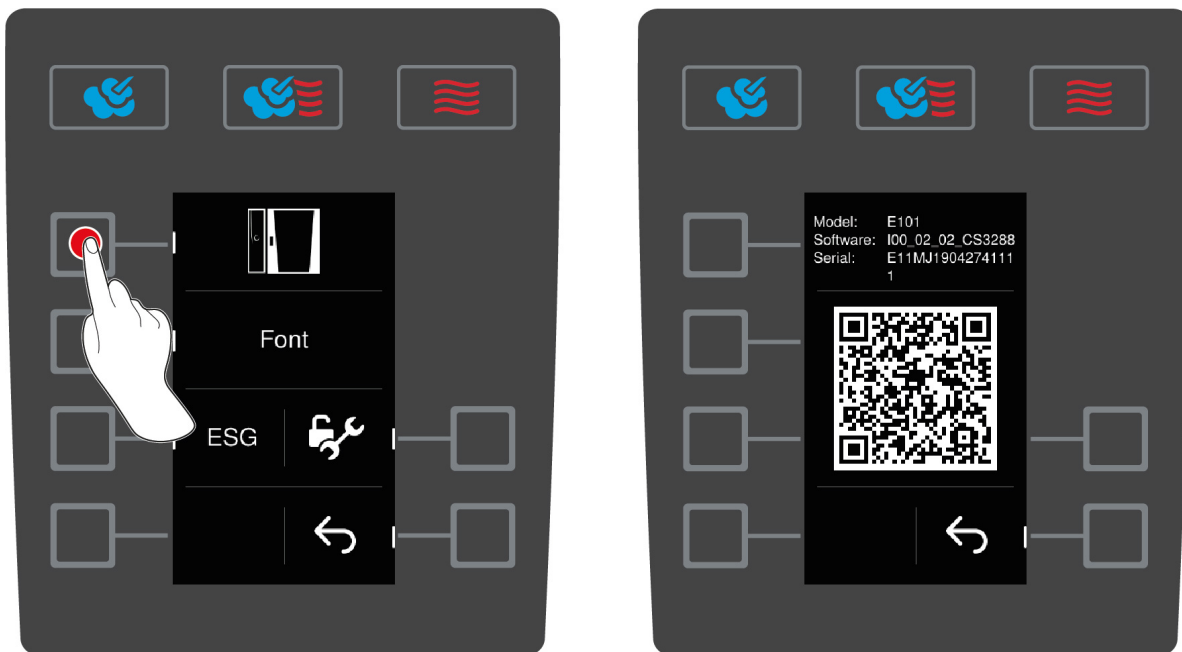 Font
ESG
Model: E101
Software: I00_02_02_CS3288
Serial: E11MJ1904274111
1